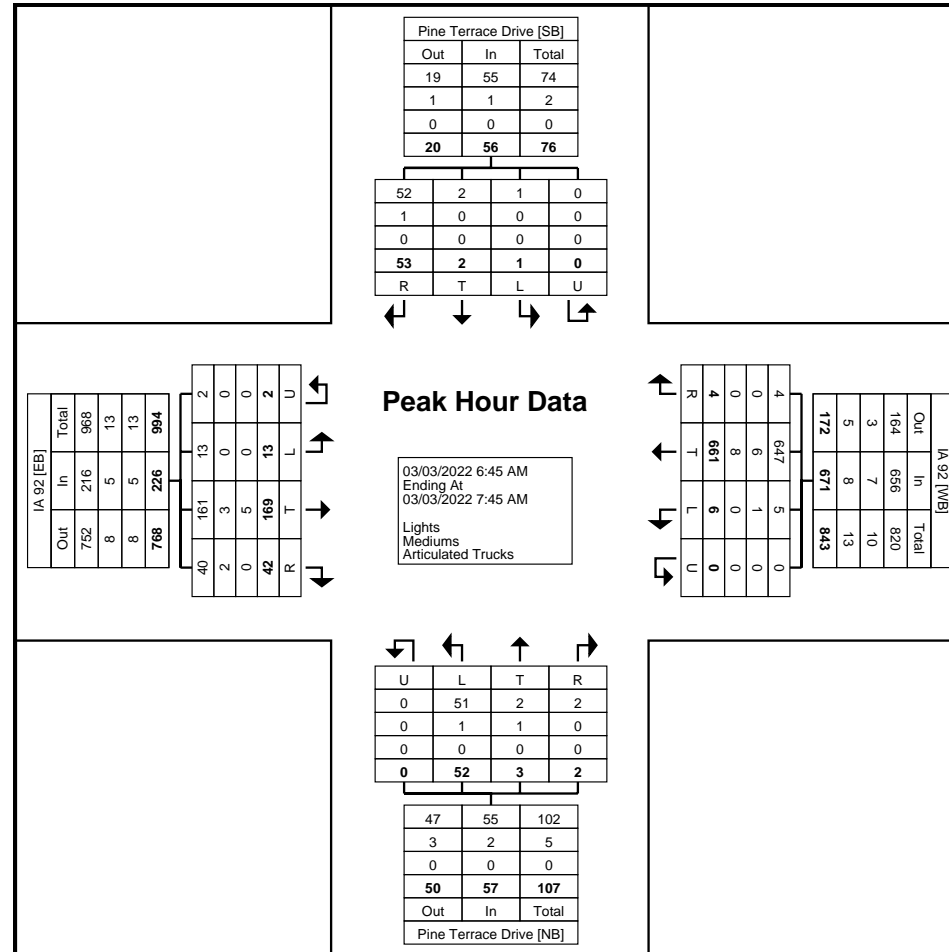 Pine Terrace Drive [SB]
Out In Total
19 55 74
1 1 2
0 0 0
20 56 76
52 2 1 0
1 0 0 0
0 0 0 0
53 2 1 0
R T L U
IA 92 [EB]
Total In Out
968 216 752
13 5 8
13 5 8
994 226 768
2 13 161 40
0 0 3 2
0 0 5 0
2 13 169 42
U L T R
Peak Hour Data
03/03/2022 6:45 AM
Ending At
03/03/2022 7:45 AM
Lights
Mediums
Articulated Trucks
R T L U
4 661 6 0
0 8 0 0
0 6 1 0
4 647 5 0
172 671 843
5 8 13
3 7 10
164 656 820
Out In Total
IA 92 [WB]
U L T R
0 51 2 2
0 1 1 0
0 0 0 0
0 52 3 2
47 55 102
3 2 5
0 0 0
50 57 107
Out In Total
Pine Terrace Drive [NB]